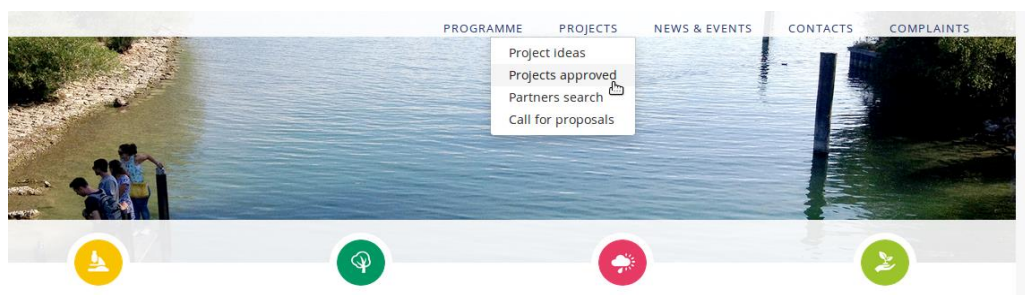 PROGRAMME PROJECTS NEWS & EVENTS CONTACTS COMPLAINTS
Project ideas
Projects approved
Partners search
Call for proposals